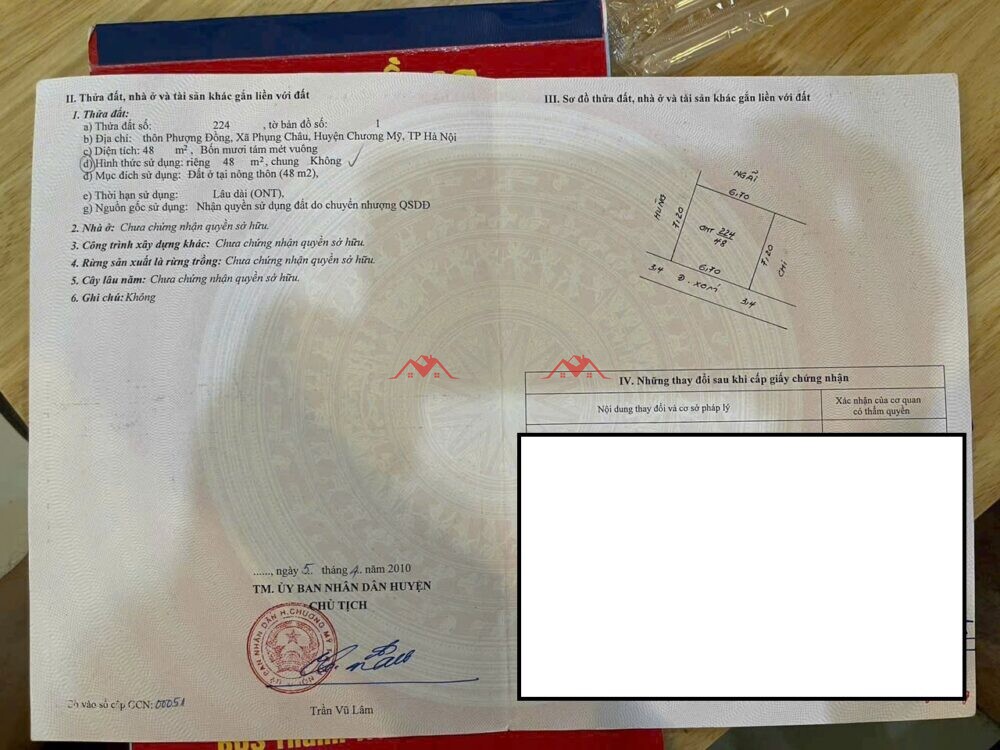 II. Thửa đất, nhà ở và tài sản khác gắn liền với đất
1. Thửa đất:
a) Thửa đất số: 224 , tờ bản đồ số: 1
b) Địa chỉ: thôn Phượng Đồng, Xã Phụng Châu, Huyện Chương Mỹ, TP Hà Nội
c) Diện tích: 48 m², Bốn mươi tám mét vuông
d) Hình thức sử dụng: riêng 48 m², chung Không
đ) Mục đích sử dụng: Đất ở tại nông thôn (48 m2),
e) Thời hạn sử dụng: Lâu dài (ONT),
g) Nguồn gốc sử dụng: Nhận quyền sử dụng đất do chuyển nhượng QSDĐ
2. Nhà ở: Chưa chứng nhận quyền sở hữu.
3. Công trình xây dựng khác: Chưa chứng nhận quyền sở hữu.
4. Rừng sản xuất là rừng trồng: Chưa chứng nhận quyền sở hữu.
5. Cây lâu năm: Chưa chứng nhận quyền sở hữu.
6. Ghi chú: Không
......, ngày 5. tháng 4. năm 2010
TM. ỦY BAN NHÂN DÂN HUYỆN
CHỦ TỊCH
ỦY BAN NHÂN DÂN H. CHƯƠNG MỸ
Trần Vũ Lâm
Số vào sổ cấp GCN: 00051
III. Sơ đồ thửa đất, nhà ở và tài sản khác gắn liền với đất
NGÃI
6,70
HÙNG
7,20
ONT 224
48
7,20
CHÍ
6,70
3,4
Đ. XÓM
3,4
IV. Những thay đổi sau khi cấp giấy chứng nhận
Nội dung thay đổi và cơ sở pháp lý
Xác nhận của cơ quan
có thẩm quyền